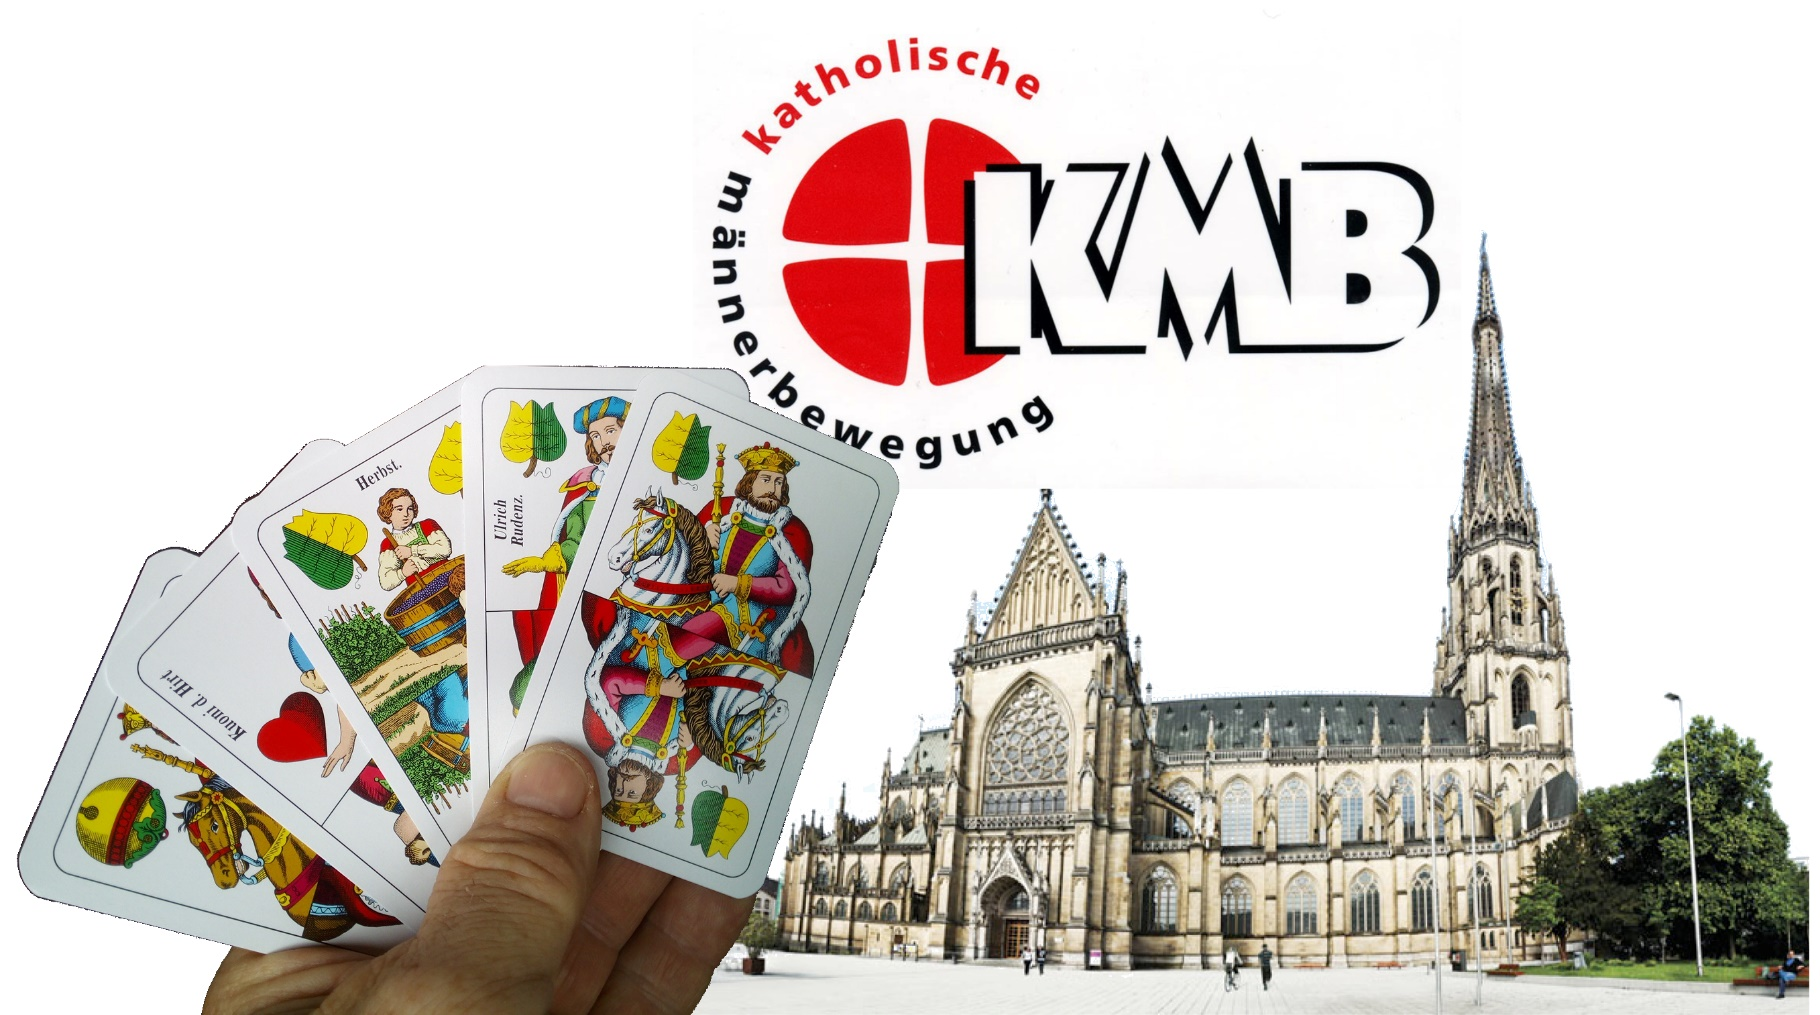 katholische
männerbewegung
KMB
Herbst.
Ulrich
Rudenz.
Kuoni d. Hirt